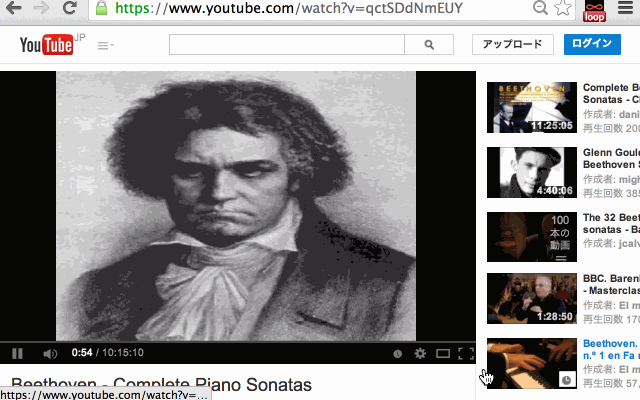 https://www.youtube.com/watch?v=qctSDdNmEUY
loop
YouTube JP
アップロード
ログイン
BEETHOVEN
11:25:05
Complete Be
Sonatas - C
作成者: dani
再生回数 200
4:40:06
Glenn Goul
Beethoven S
作成者: migh
再生回数 385
100
本の
動画
The 32 Beet
sonatas - Ba
作成者: jcalv
1:28:50
BBC. Baren
- Masterclas
作成者: El m
再生回数 170
Beethoven.
n.º 1 en Fa m
作成者: El m
再生回数 57,
0:54 / 10:15:10
Beethoven - Complete Piano Sonatas
https://www.youtube.com/watch?v=...